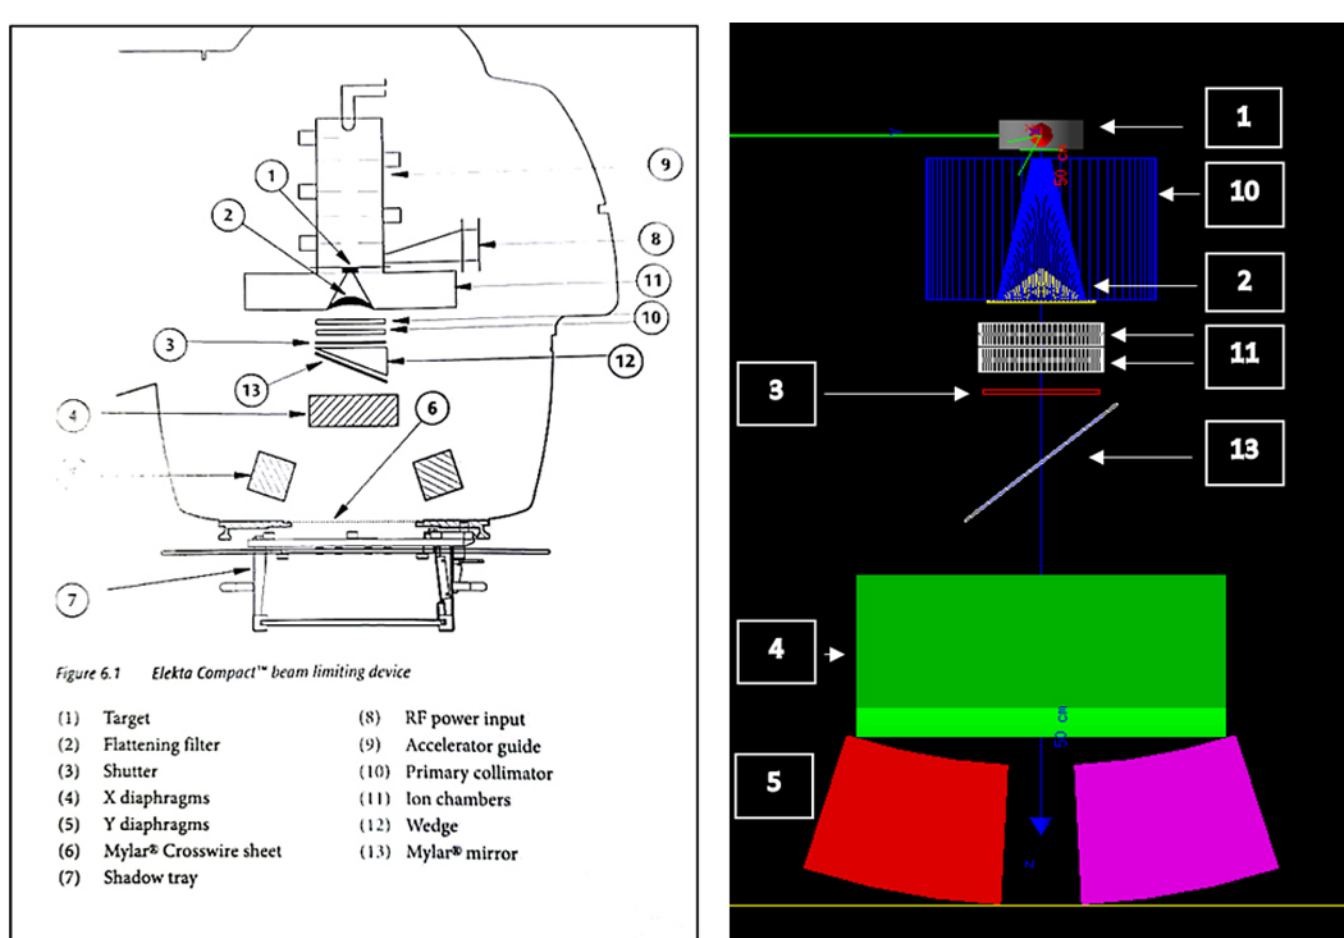 1
9
2
8
11
10
3
12
13
6
4
7
Figure 6.1 Elekta Compact™ beam limiting device
(1) Target
(2) Flattening filter
(3) Shutter
(4) X diaphragms
(5) Y diaphragms
(6) Mylar® Crosswire sheet
(7) Shadow tray
(8) RF power input
(9) Accelerator guide
(10) Primary collimator
(11) Ion chambers
(12) Wedge
(13) Mylar® mirror
1
Y
X
50 cm
10
2
11
3
13
4
50 cm
5
Z